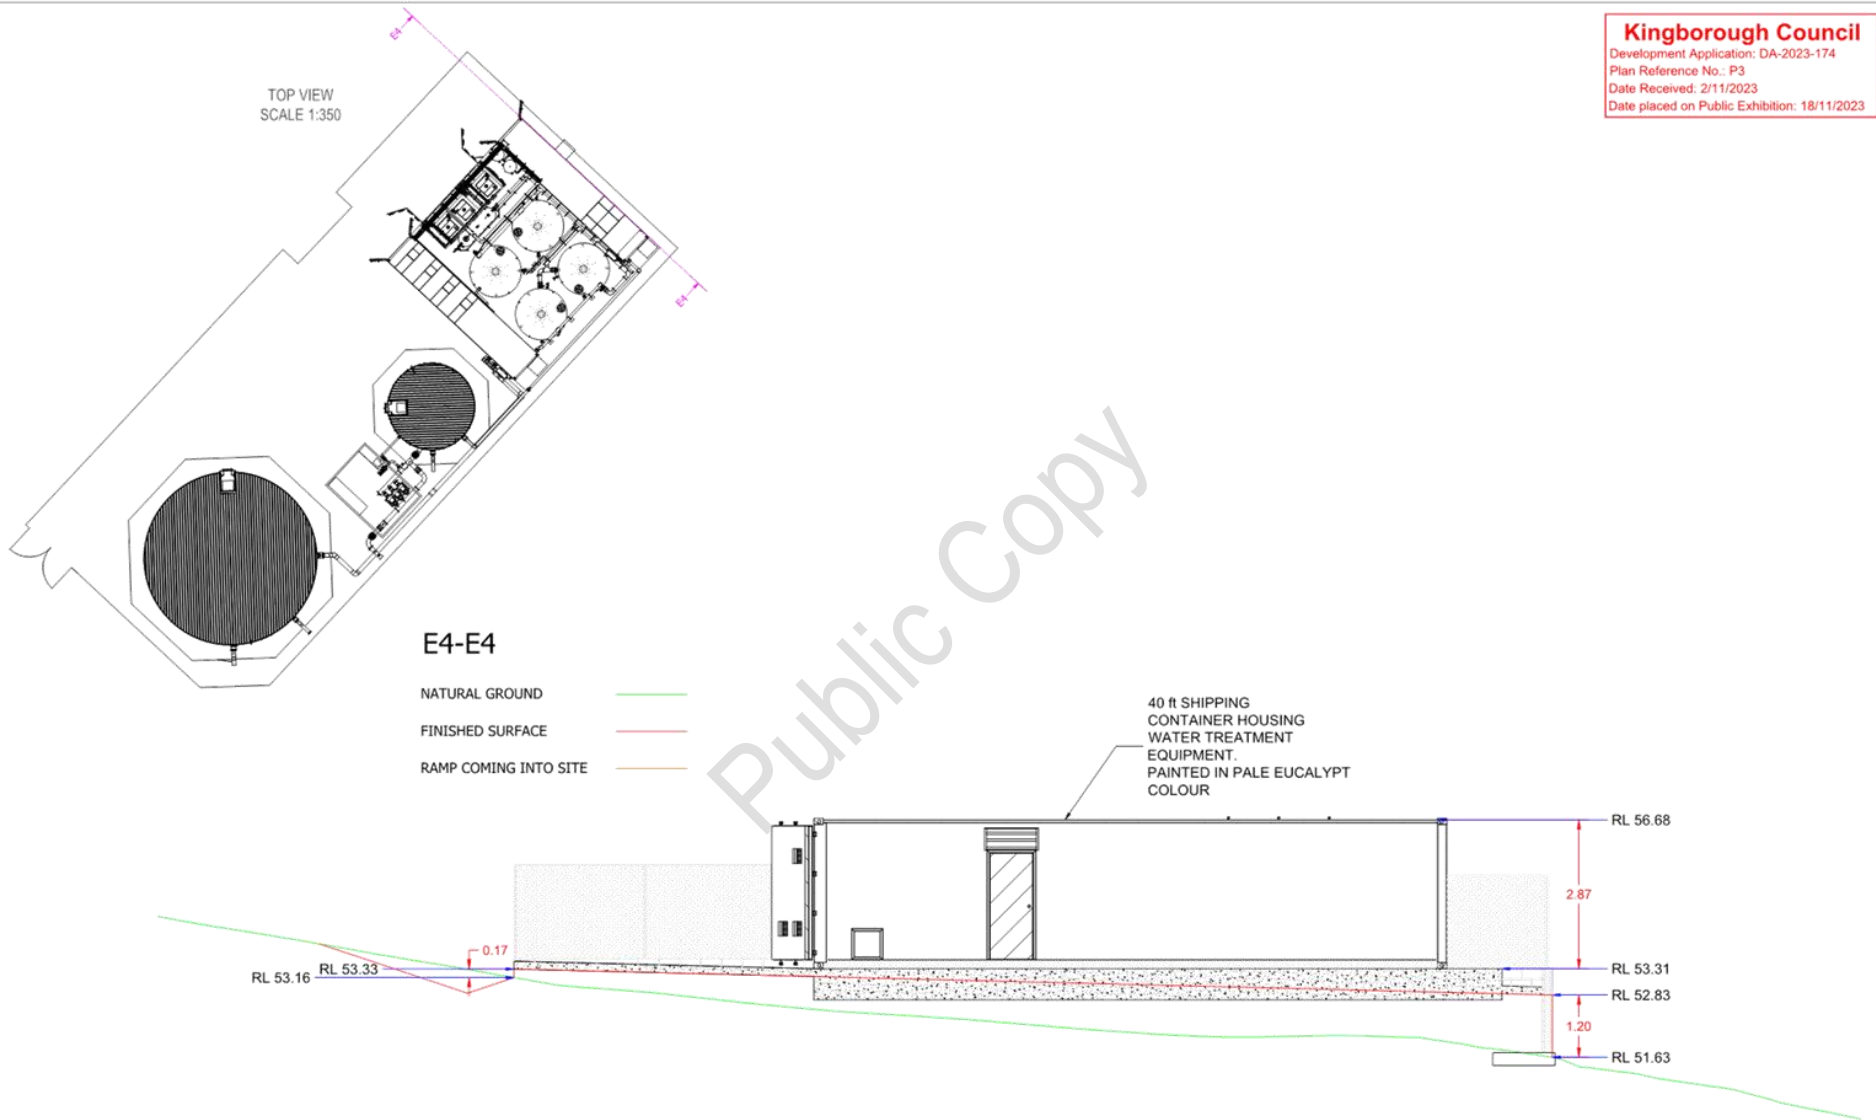 Kingborough Council
Development Application: DA-2023-174
Plan Reference No.: P3
Date Received: 2/11/2023
Date placed on Public Exhibition: 18/11/2023
E4
TOP VIEW
SCALE 1:350
E4
Public Copy
E4-E4
NATURAL GROUND
FINISHED SURFACE
RAMP COMING INTO SITE
40 ft SHIPPING
CONTAINER HOUSING
WATER TREATMENT
EQUIPMENT.
PAINTED IN PALE EUCALYPT
COLOUR
RL 56.68
2.87
0.17
RL 53.33
RL 53.16
RL 53.31
RL 52.83
1.20
RL 51.63